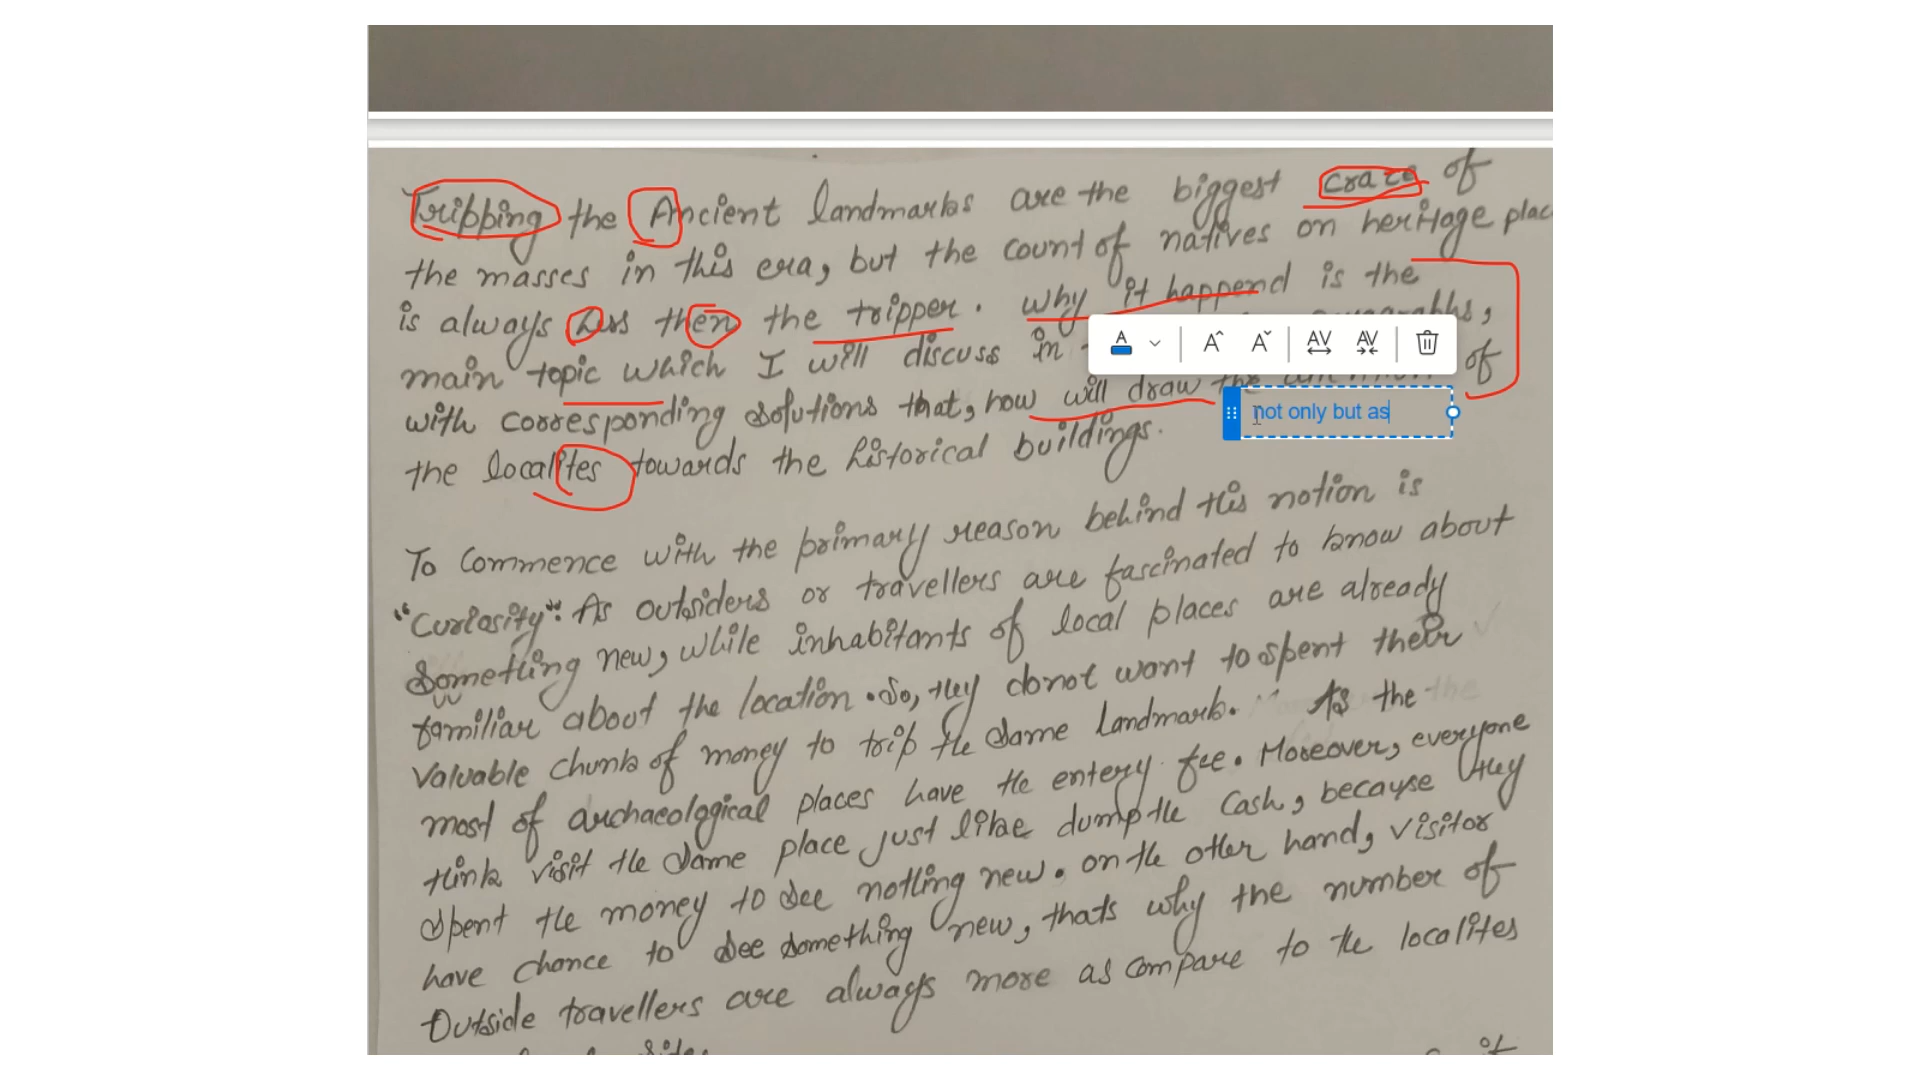 Tripping the Ancient landmarks are the biggest craze of
the masses in this era, but the count of natives on heritage plac
is always less then the tripper. Why it happend is the
main topic which I will discuss in
with corresponding solutions that, how will draw the of
not only but as
the localites towards the historical buildings.
To Commence with the primary reason behind this notion is
"Curiosity". As outsiders or travellers are fascinated to know about
Something new, while inhabitants of local places are already
familiar about the location. So, they donot want to spent their
Valuable chunk of money to trip the same landmark. As the
most of archaeological places have the entery fee. Moreover, everyone
think visit the same place just like dump the Cash, because they
Spent the money to see nothing new. on the other hand, visitor
have chance to see something new, thats why the number of
Outside travellers are always more as compare to the localites